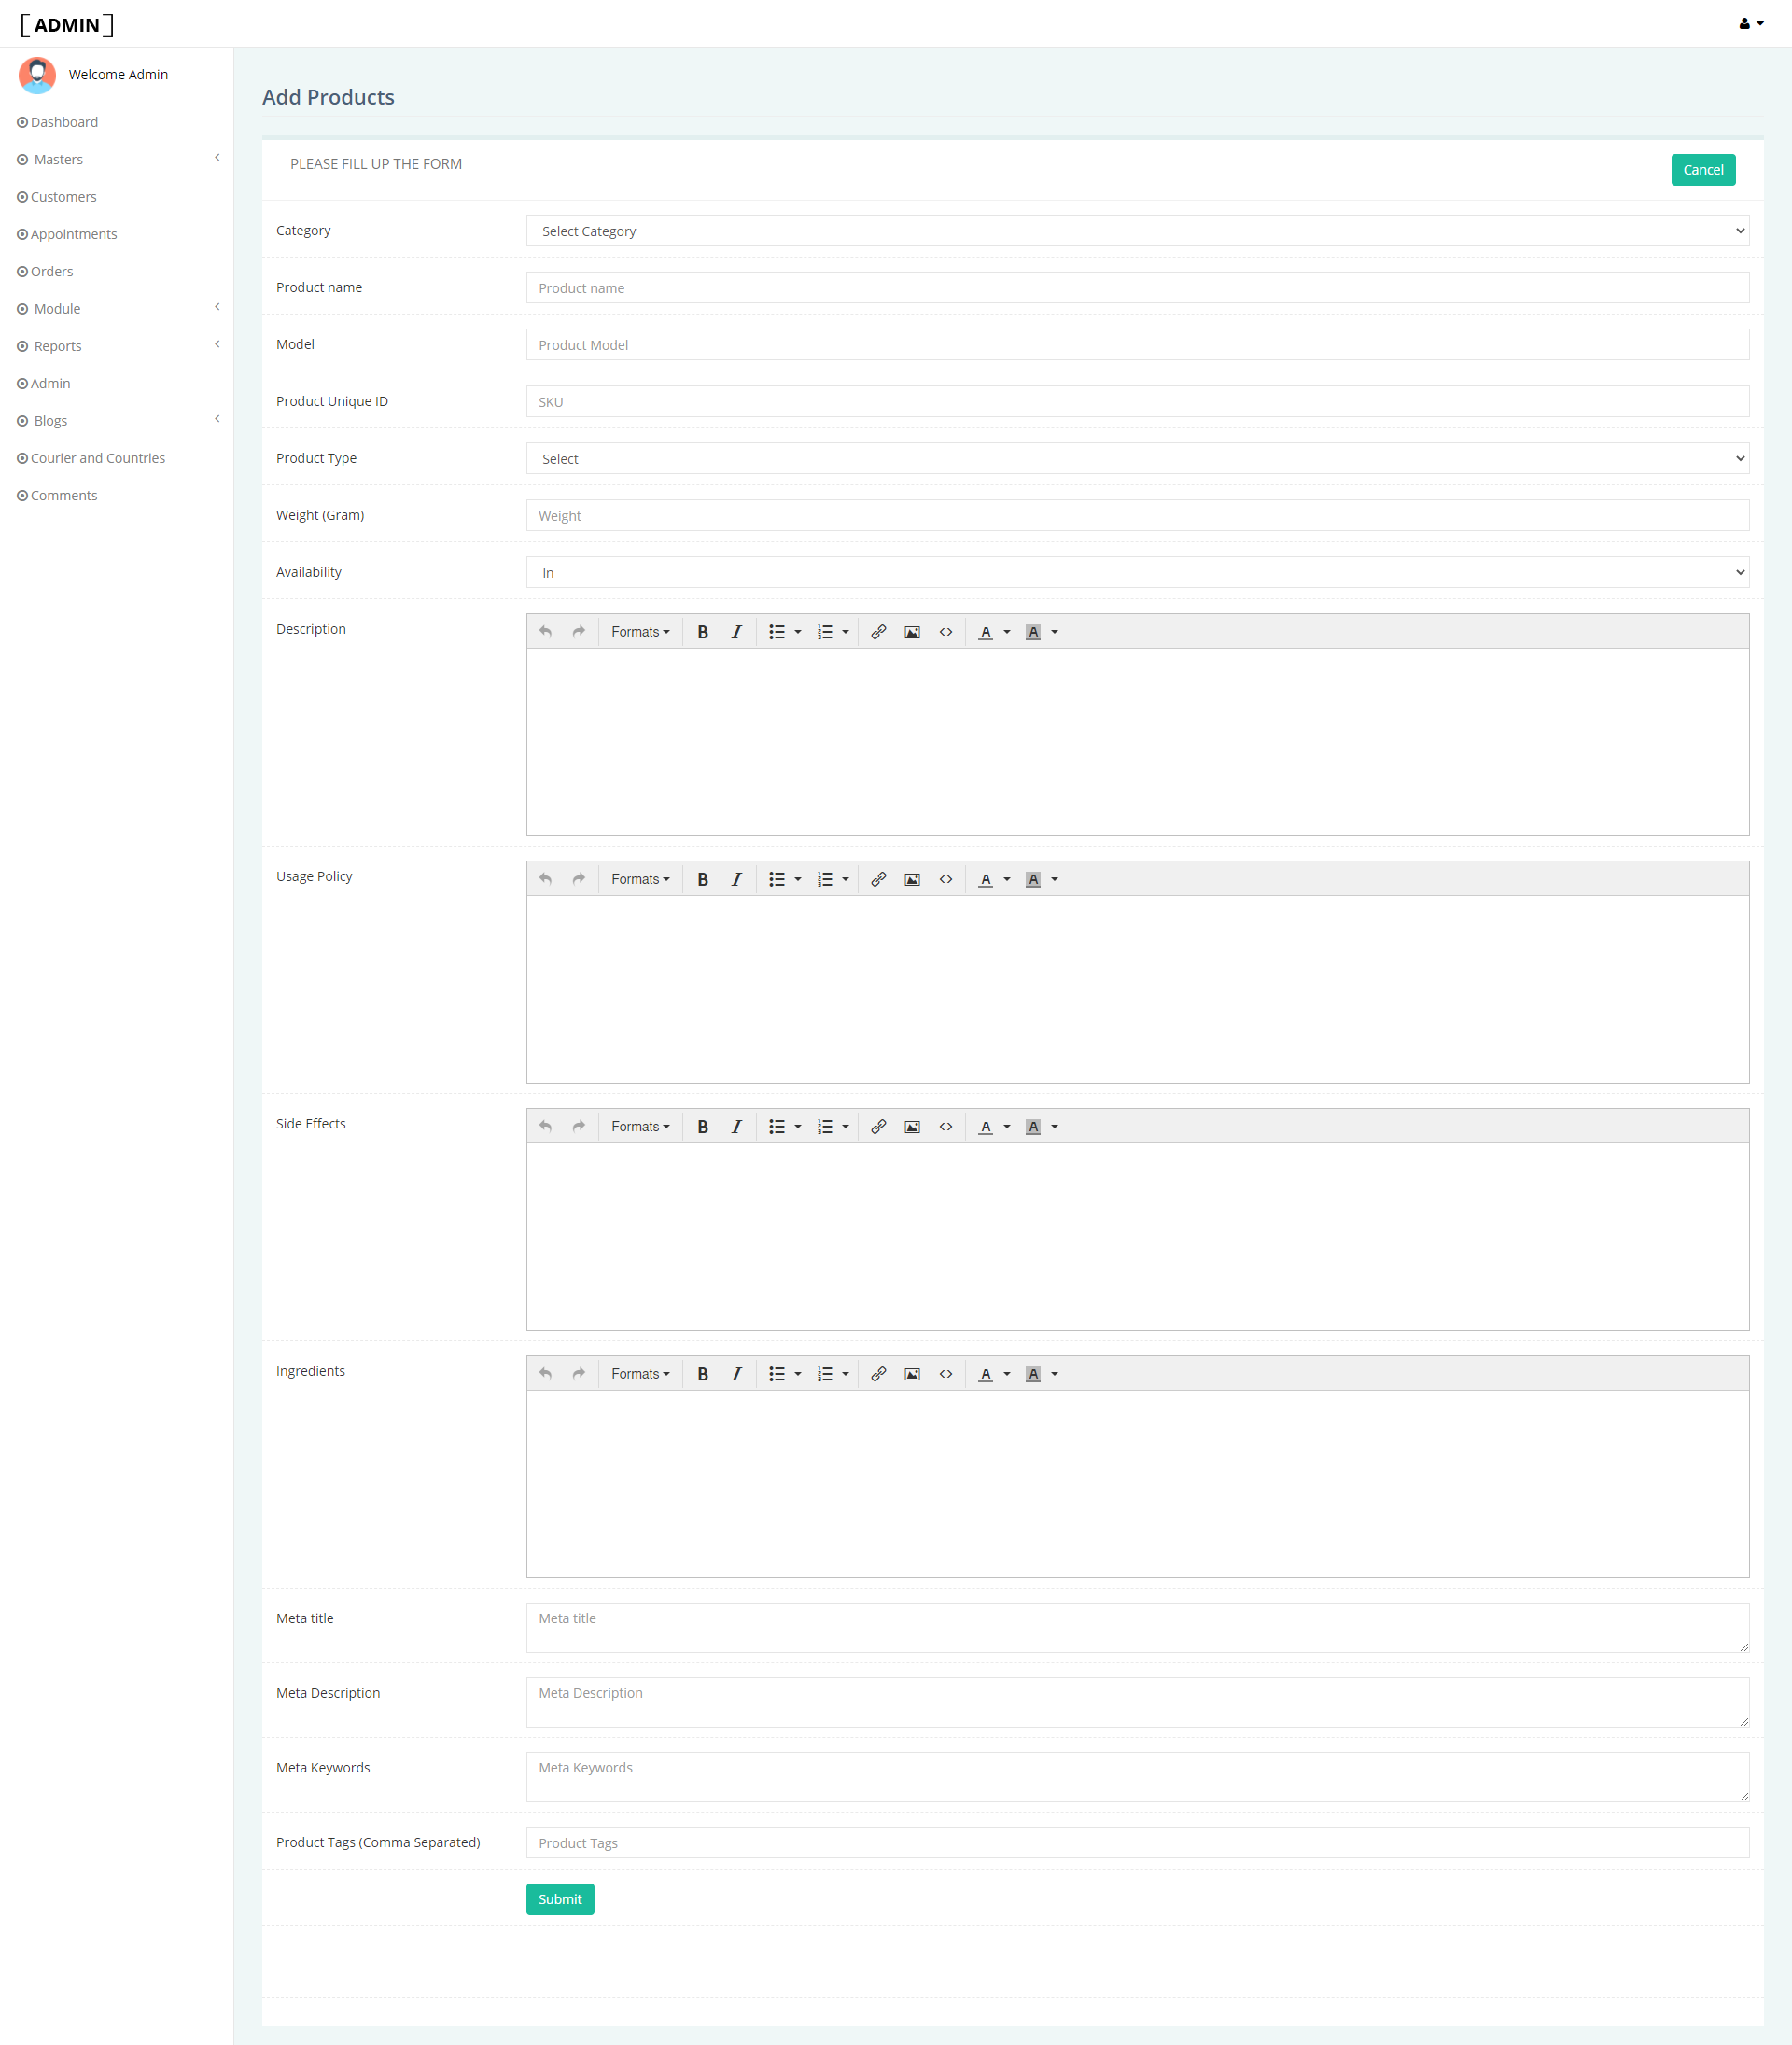 [ ADMIN ]
Welcome Admin
Dashboard
Masters
Customers
Appointments
Orders
Module
Reports
Admin
Blogs
Courier and Countries
Comments
Add Products
PLEASE FILL UP THE FORM
Cancel
Category
Select Category
Product name
Product name
Model
Product Model
Product Unique ID
SKU
Product Type
Select
Weight (Gram)
Weight
Availability
In
Description
Formats B I A A
Usage Policy
Formats B I A A
Side Effects
Formats B I A A
Ingredients
Formats B I A A
Meta title
Meta title
Meta Description
Meta Description
Meta Keywords
Meta Keywords
Product Tags (Comma Separated)
Product Tags
Submit